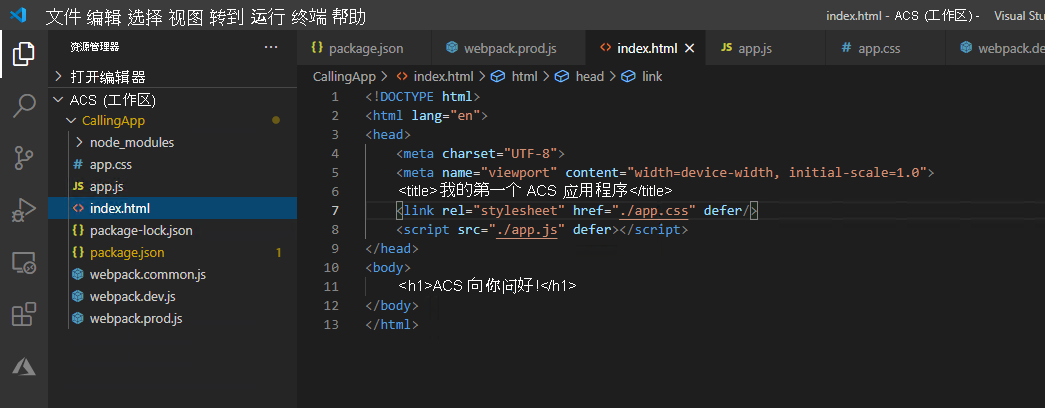 文件 编辑 选择 视图 转到 运行 终端 帮助
index.html - ACS (工作区) -
Visual Stu
资源管理器
···
打开编辑器
ACS (工作区)
CallingApp
node_modules
# app.css
JS app.js
<> index.html
{} package-lock.json
{} package.json 1
webpack.common.js
webpack.dev.js
webpack.prod.js
{} package.json
webpack.prod.js
<> index.html ×
JS app.js
# app.css
webpack.de
CallingApp > <> index.html > html > head > link
1 <!DOCTYPE html>
2 <html lang="en">
3 <head>
4 <meta charset="UTF-8">
5 <meta name="viewport" content="width=device-width, initial-scale=1.0">
6 <title>我的第一个 ACS 应用程序</title>
7 <link rel="stylesheet" href="./app.css" defer/>
8 <script src="./app.js" defer></script>
9 </head>
10 <body>
11 <h1>ACS 向你问好!</h1>
12 </body>
13 </html>